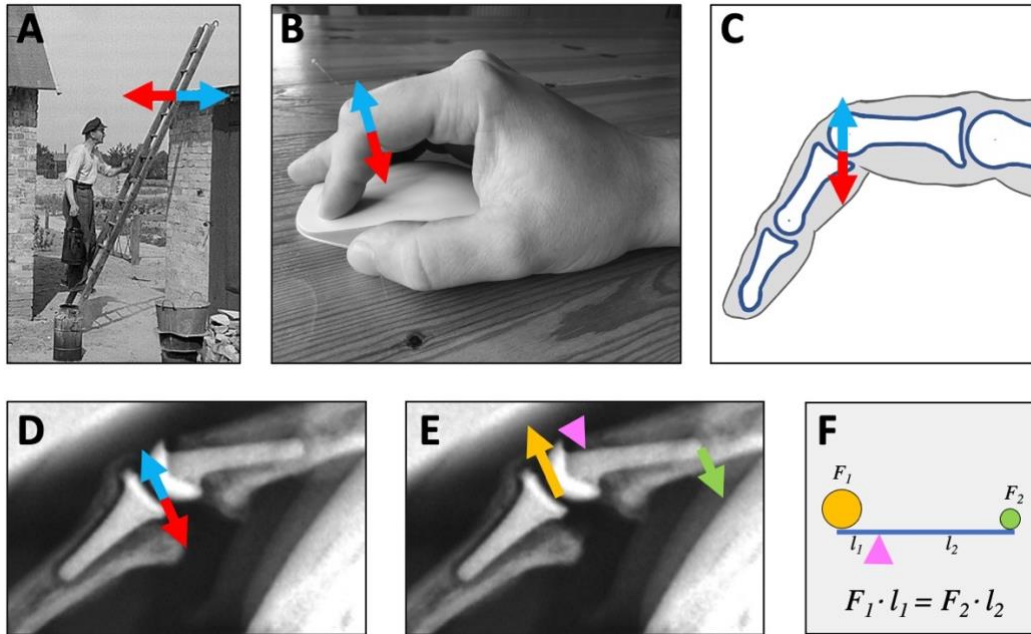 A
B
C
D
E
F
F₁
F₂
l₁
l₂
F₁ · l₁ = F₂ · l₂